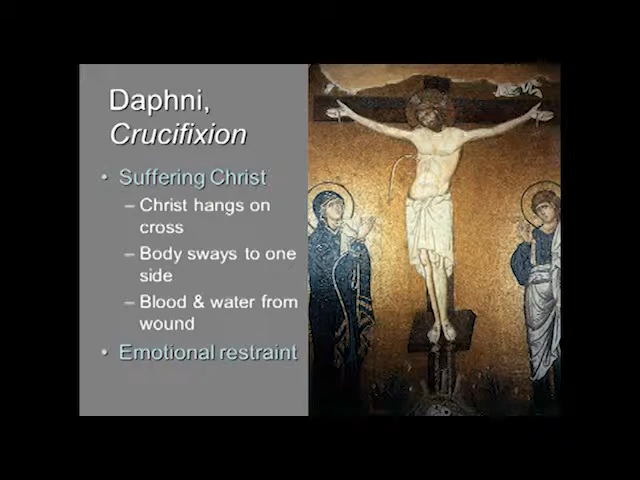 Daphni,
Crucifixion
• Suffering Christ
– Christ hangs on
cross
– Body sways to one
side
– Blood & water from
wound
• Emotional restraint